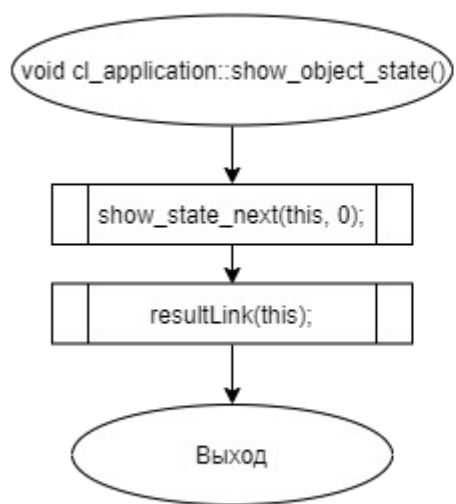 void cl_application::show_object_state()
show_state_next(this, 0);
resultLink(this);
Выход